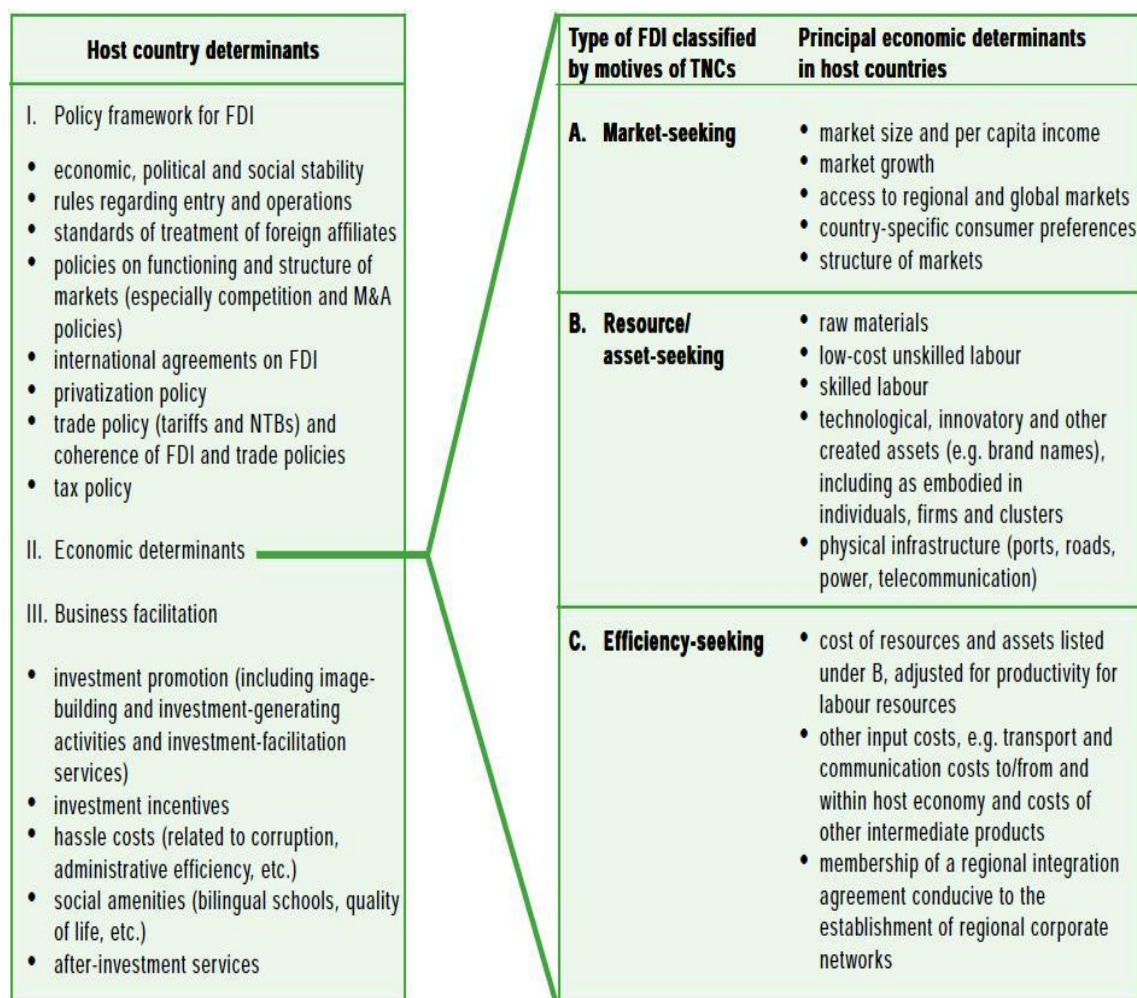 Host country determinants
I. Policy framework for FDI
• economic, political and social stability
• rules regarding entry and operations
• standards of treatment of foreign affiliates
• policies on functioning and structure of
markets (especially competition and M&A
policies)
• international agreements on FDI
• privatization policy
• trade policy (tariffs and NTBs) and
coherence of FDI and trade policies
• tax policy
II. Economic determinants
III. Business facilitation
• investment promotion (including image-
building and investment-generating
activities and investment-facilitation
services)
• investment incentives
• hassle costs (related to corruption,
administrative efficiency, etc.)
• social amenities (bilingual schools, quality
of life, etc.)
• after-investment services
Type of FDI classified
by motives of TNCs
Principal economic determinants
in host countries
A. Market-seeking
• market size and per capita income
• market growth
• access to regional and global markets
• country-specific consumer preferences
• structure of markets
B. Resource/
asset-seeking
• raw materials
• low-cost unskilled labour
• skilled labour
• technological, innovatory and other
created assets (e.g. brand names),
including as embodied in
individuals, firms and clusters
• physical infrastructure (ports, roads,
power, telecommunication)
C. Efficiency-seeking
• cost of resources and assets listed
under B, adjusted for productivity for
labour resources
• other input costs, e.g. transport and
communication costs to/from and
within host economy and costs of
other intermediate products
• membership of a regional integration
agreement conducive to the
establishment of regional corporate
networks